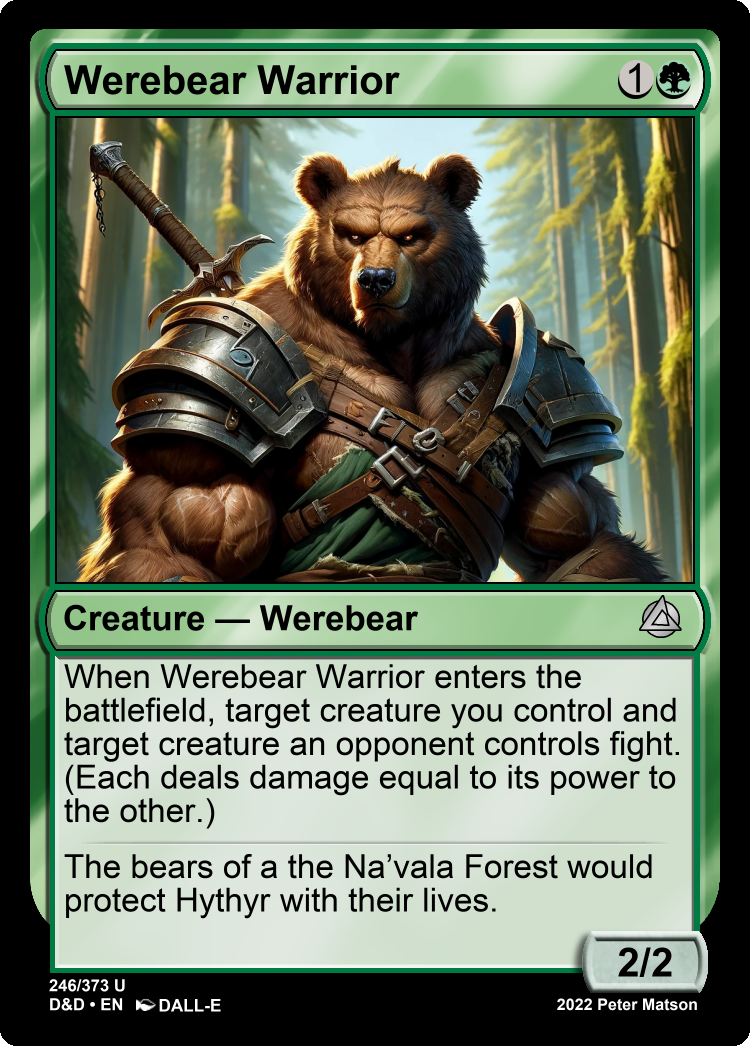 Werebear Warrior 1
Creature — Werebear
When Werebear Warrior enters the
battlefield, target creature you control and
target creature an opponent controls fight.
(Each deals damage equal to its power to
the other.)
The bears of a the Na’vala Forest would
protect Hythyr with their lives.
2/2
246/373 U
D&D • EN DALL-E
2022 Peter Matson